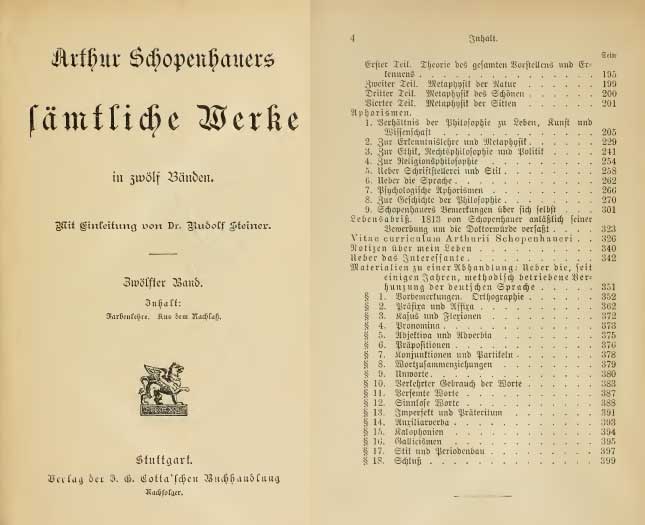 Arthur Schopenhauers
sämtliche Werke
in zwölf Bänden.
Mit Einleitung von Dr. Rudolf Steiner.
Zwölfter Band.
Inhalt:
Farbenlehre. Aus dem Nachlaß.
Stuttgart.
Verlag der J. G. Cotta'schen Buchhandlung
Nachfolger.
4 Inhalt.
Seite
Erster Teil. Theorie des gesamten Vorstellens und Er-
kennens 195
Zweiter Teil. Metaphysik der Natur 199
Dritter Teil. Metaphysik des Schönen 200
Vierter Teil. Metaphysik der Sitten 201
Aphorismen.
1. Verhältnis der Philosophie zu Leben, Kunst und
Wissenschaft 205
2. Zur Erkenntnislehre und Metaphysik 229
3. Zur Ethik, Rechtsphilosophie und Politik 241
4. Zur Religionsphilosophie 254
5. Ueber Schriftstellerei und Stil 258
6. Ueber die Sprache 262
7. Psychologische Aphorismen 266
8. Zur Geschichte der Philosophie 270
9. Schopenhauers Bemerkungen über sich selbst 301
Lebensabriß. 1813 von Schopenhauer anläßlich seiner
Bewerbung um die Doktorwürde verfaßt 323
Vitae curriculum Arthurii Schopenhaueri 326
Notizen über mein Leben 340
Ueber das Interessante 342
Materialien zu einer Abhandlung: Ueber die, seit
einigen Jahren, methodisch betriebene Ver-
hunzung der deutschen Sprache 351
§ 1. Vorbemerkungen. Orthographie 352
§ 2. Präfixa und Affixa 362
§ 3. Kasus und Flexionen 372
§ 4. Pronomina 373
§ 5. Adjektiva und Adverbia 375
§ 6. Präpositionen 376
§ 7. Konjunktionen und Partikeln 378
§ 8. Wortzusammenziehungen 379
§ 9. Unworte 380
§ 10. Verkehrter Gebrauch der Worte 383
§ 11. Versemte Worte 387
§ 12. Sinnlose Worte 388
§ 13. Imperfekt und Präteritum 391
§ 14. Auxiliarverba 393
§ 15. Kakophonien 394
§ 16. Gallicismen 395
§ 17. Stil und Periodenbau 397
§ 18. Schluß 399